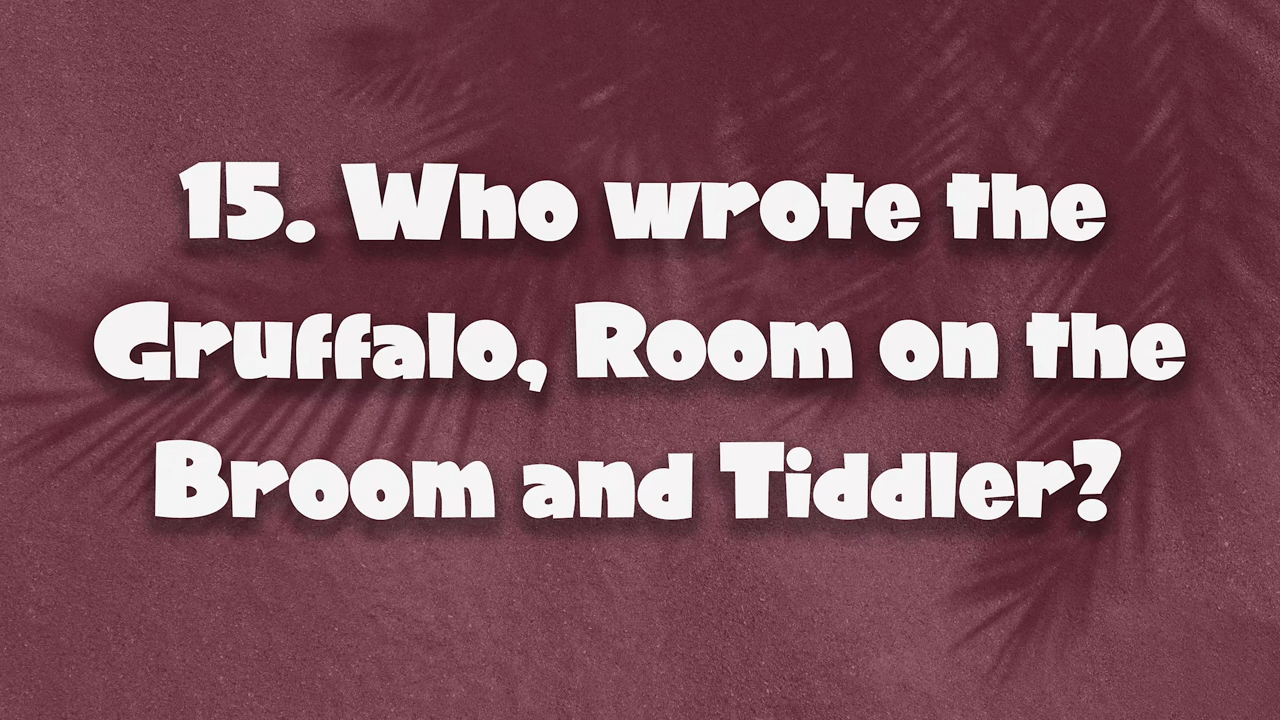 15. Who wrote the
Gruffalo, Room on the
Broom and Tiddler?